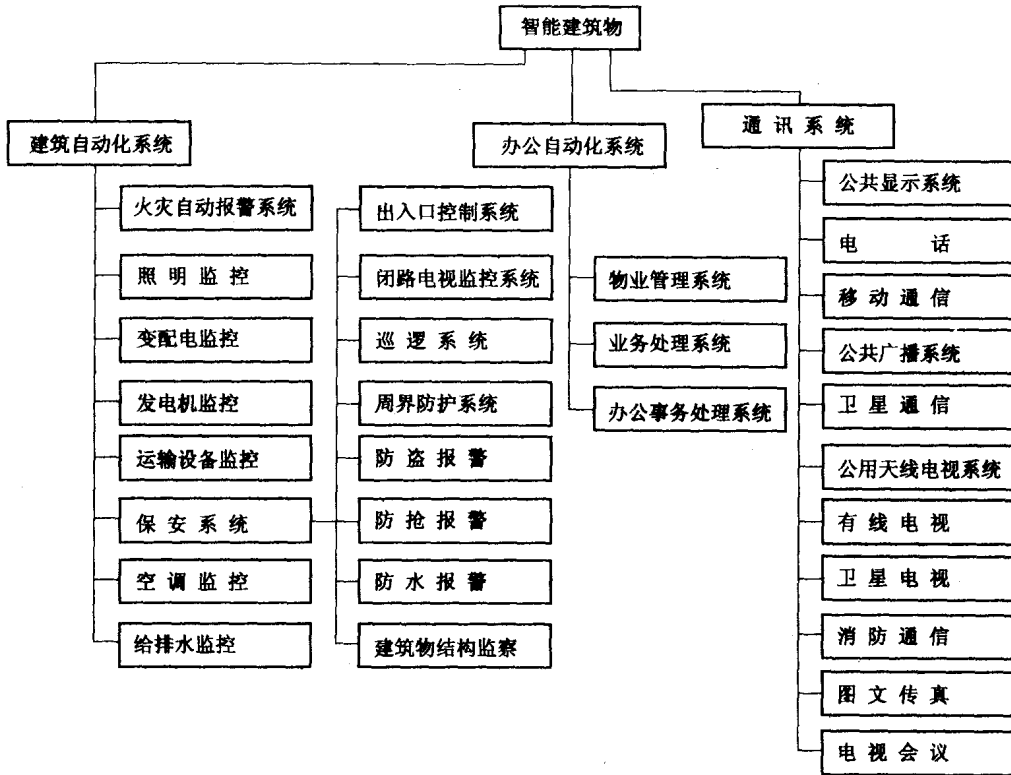 智能建筑物
建筑自动化系统
办公自动化系统
通讯系统
火灾自动报警系统
照明监控
变配电监控
发电机监控
运输设备监控
保安系统
空调监控
给排水监控
出入口控制系统
闭路电视监控系统
巡逻系统
周界防护系统
防盗报警
防抢报警
防水报警
建筑物结构监察
物业管理系统
业务处理系统
办公事务处理系统
公共显示系统
电话
移动通信
公共广播系统
卫星通信
公用天线电视系统
有线电视
卫星电视
消防通信
图文传真
电视会议